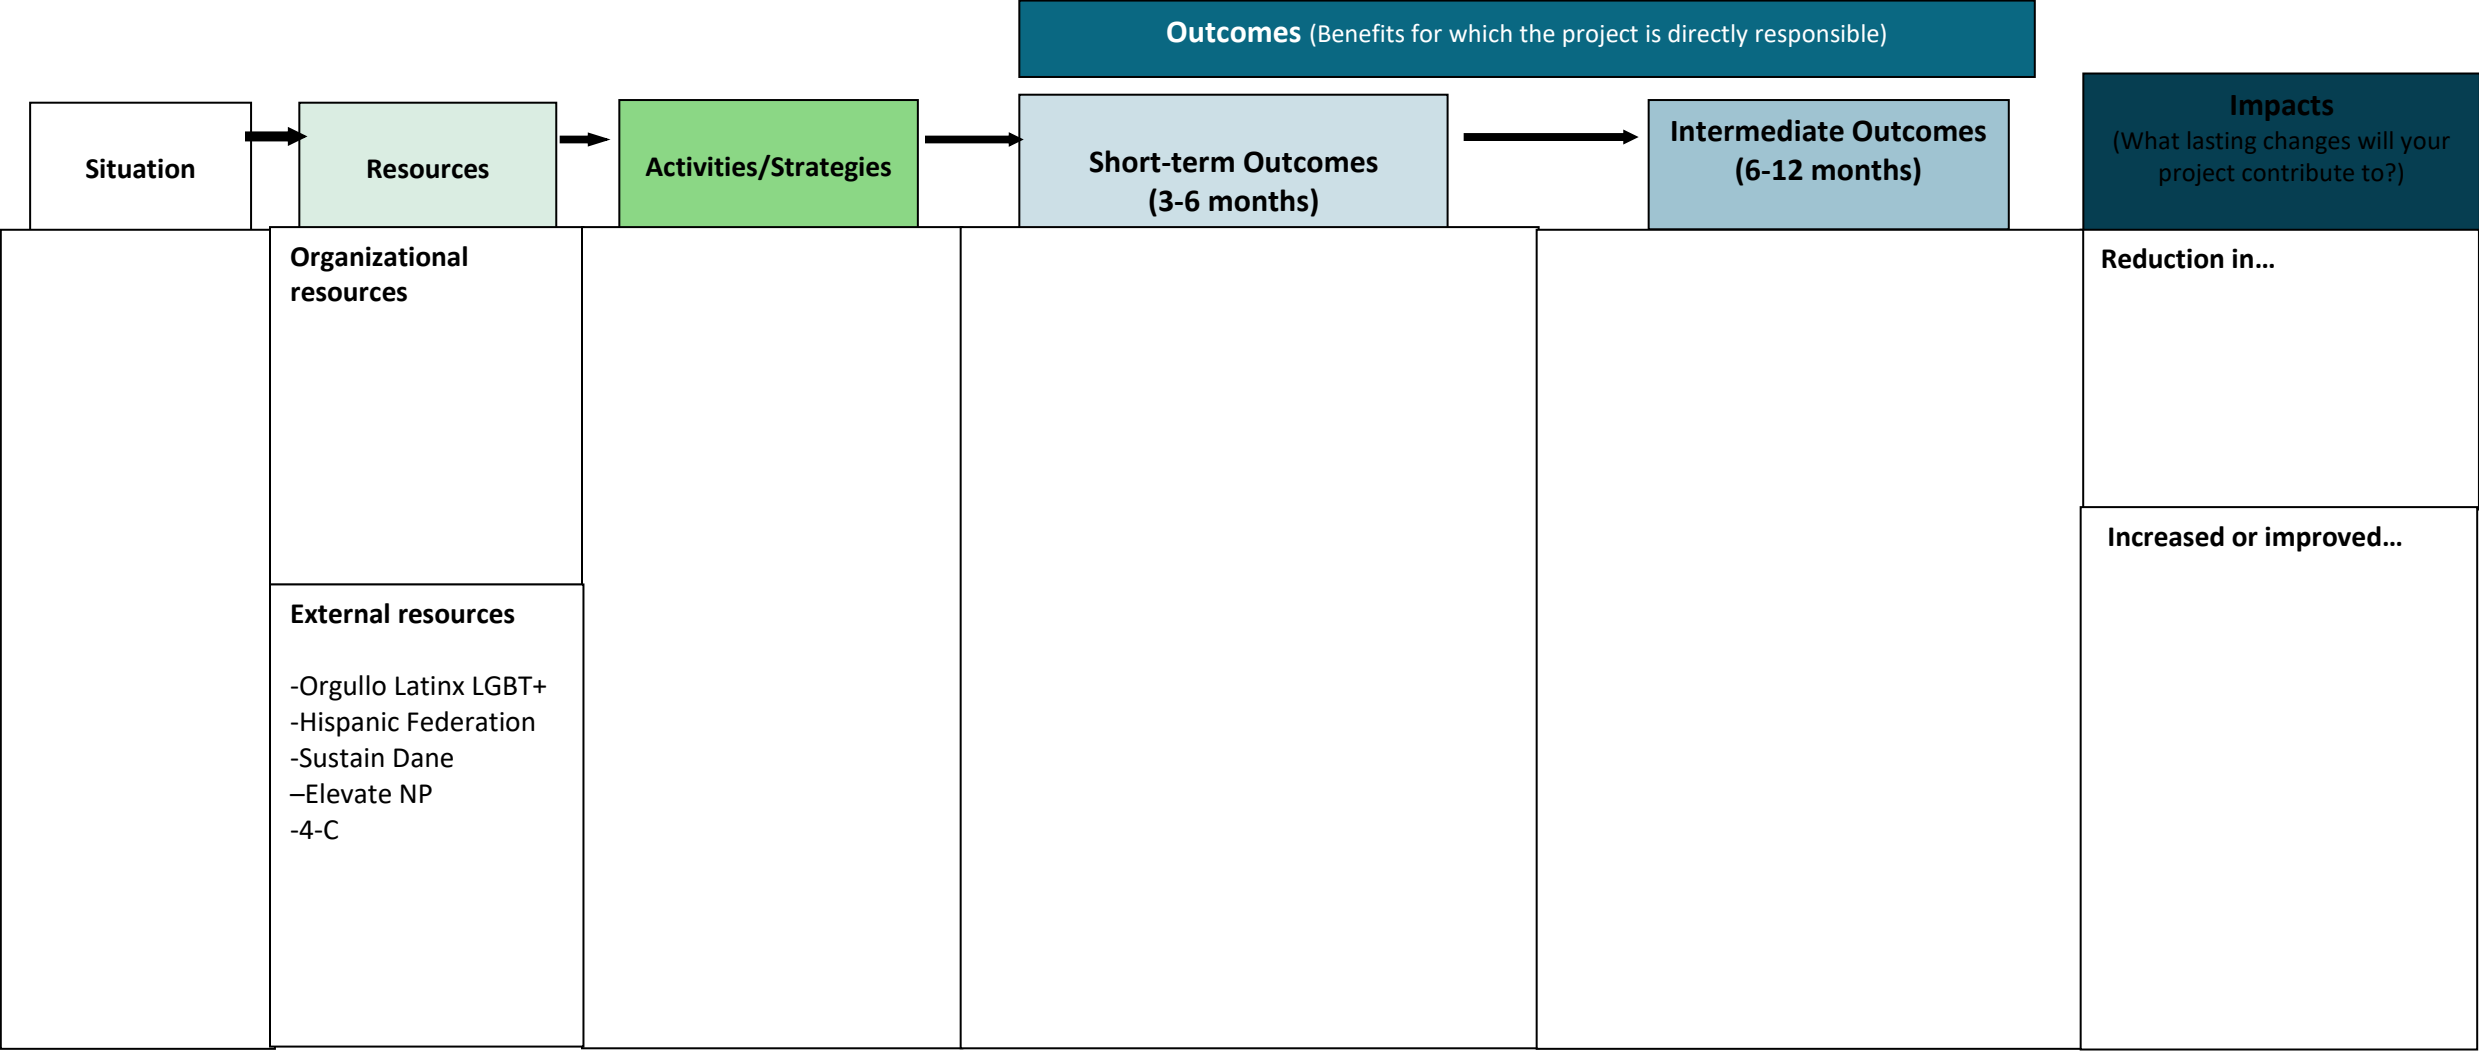 Outcomes (Benefits for which the project is directly responsible)
Situation
Resources
Activities/Strategies
Short-term Outcomes
(3-6 months)
Intermediate Outcomes
(6-12 months)
Impacts
(What lasting changes will your
project contribute to?)
Organizational
resources
External resources
-Orgullo Latinx LGBT+
-Hispanic Federation
-Sustain Dane
–Elevate NP
-4-C
Reduction in…
Increased or improved…